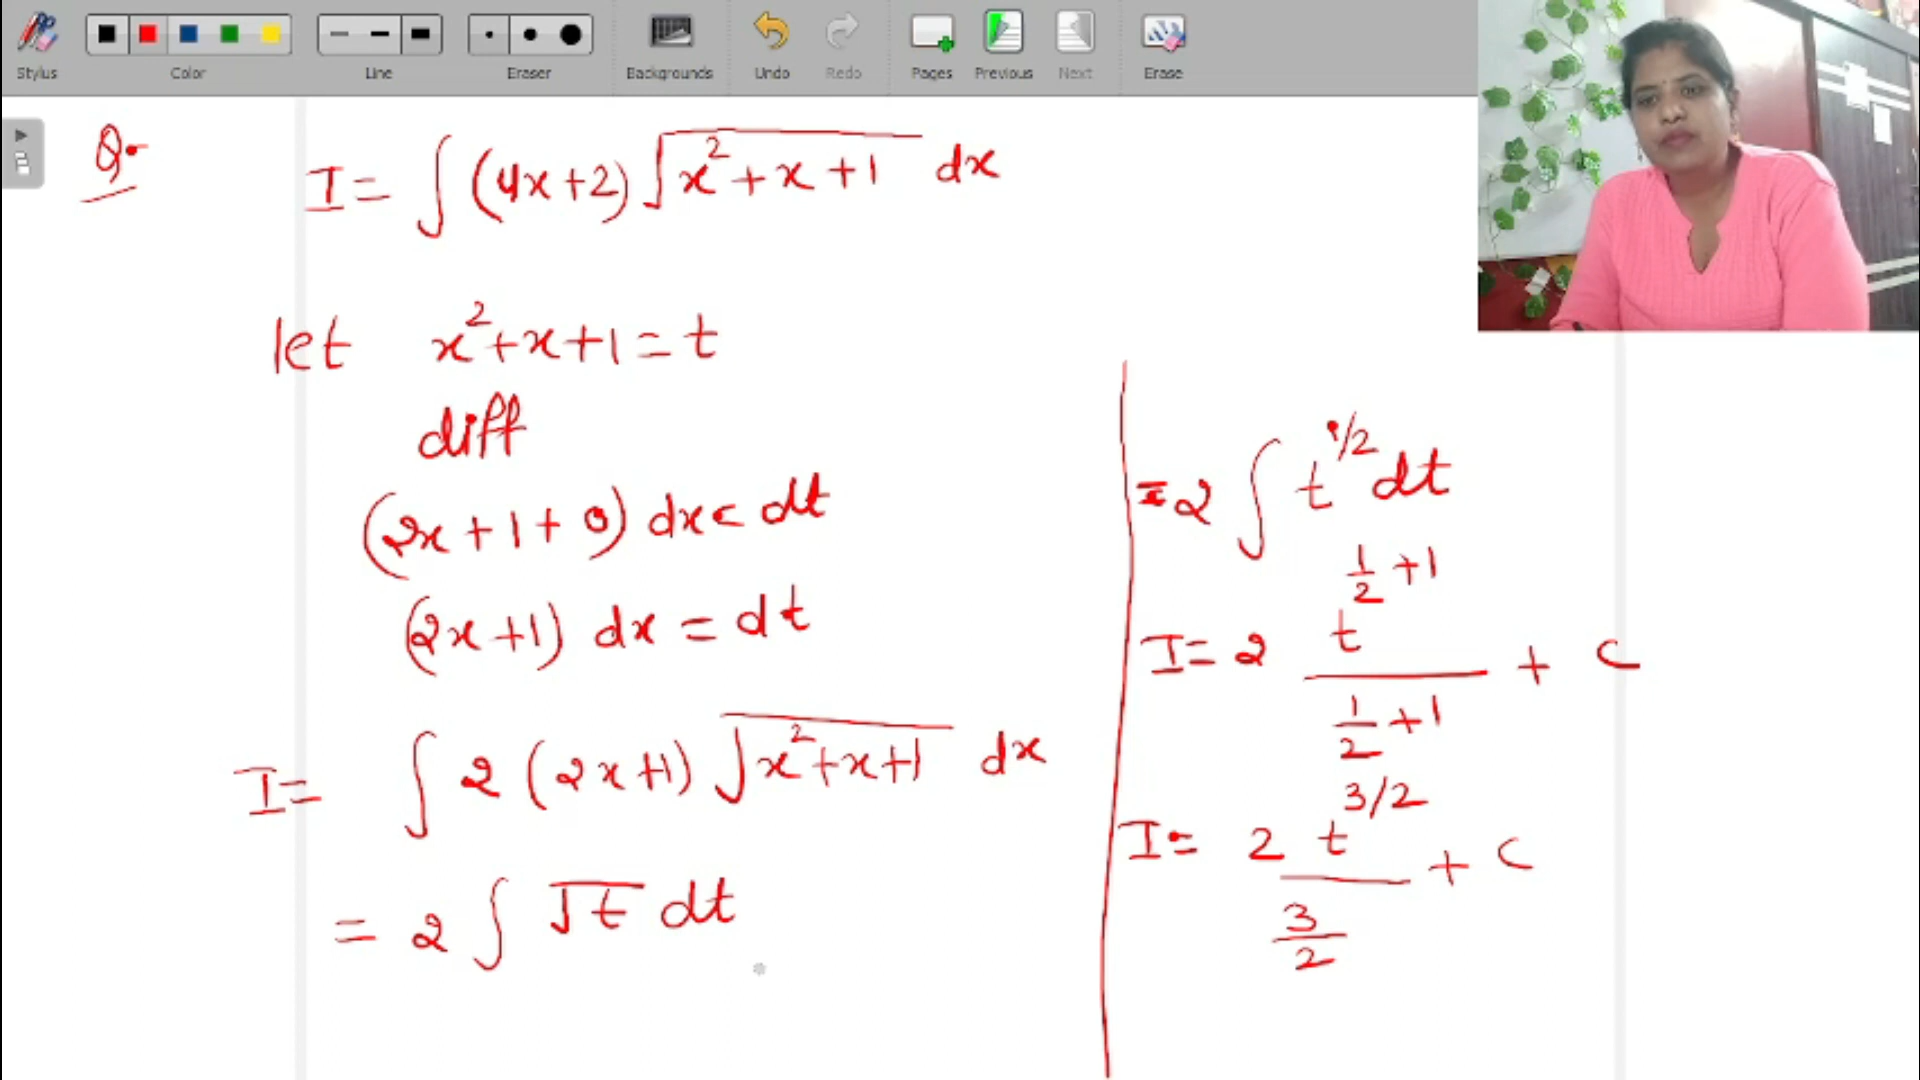 Stylus Color Line Eraser Backgrounds Undo Redo Pages Previous Next Erase
Q.
I = ∫ (4x+2) √(x²+x+1) dx
let x²+x+1 = t
diff
(2x+1+0) dx = dt
(2x+1) dx = dt
I = ∫ 2 (2x+1) √(x²+x+1) dx
= 2 ∫ √t dt
= 2 ∫ t^(1/2) dt
I = 2 t^(1/2 + 1) / (1/2 + 1) + c
I = 2 t^(3/2) / (3/2) + c